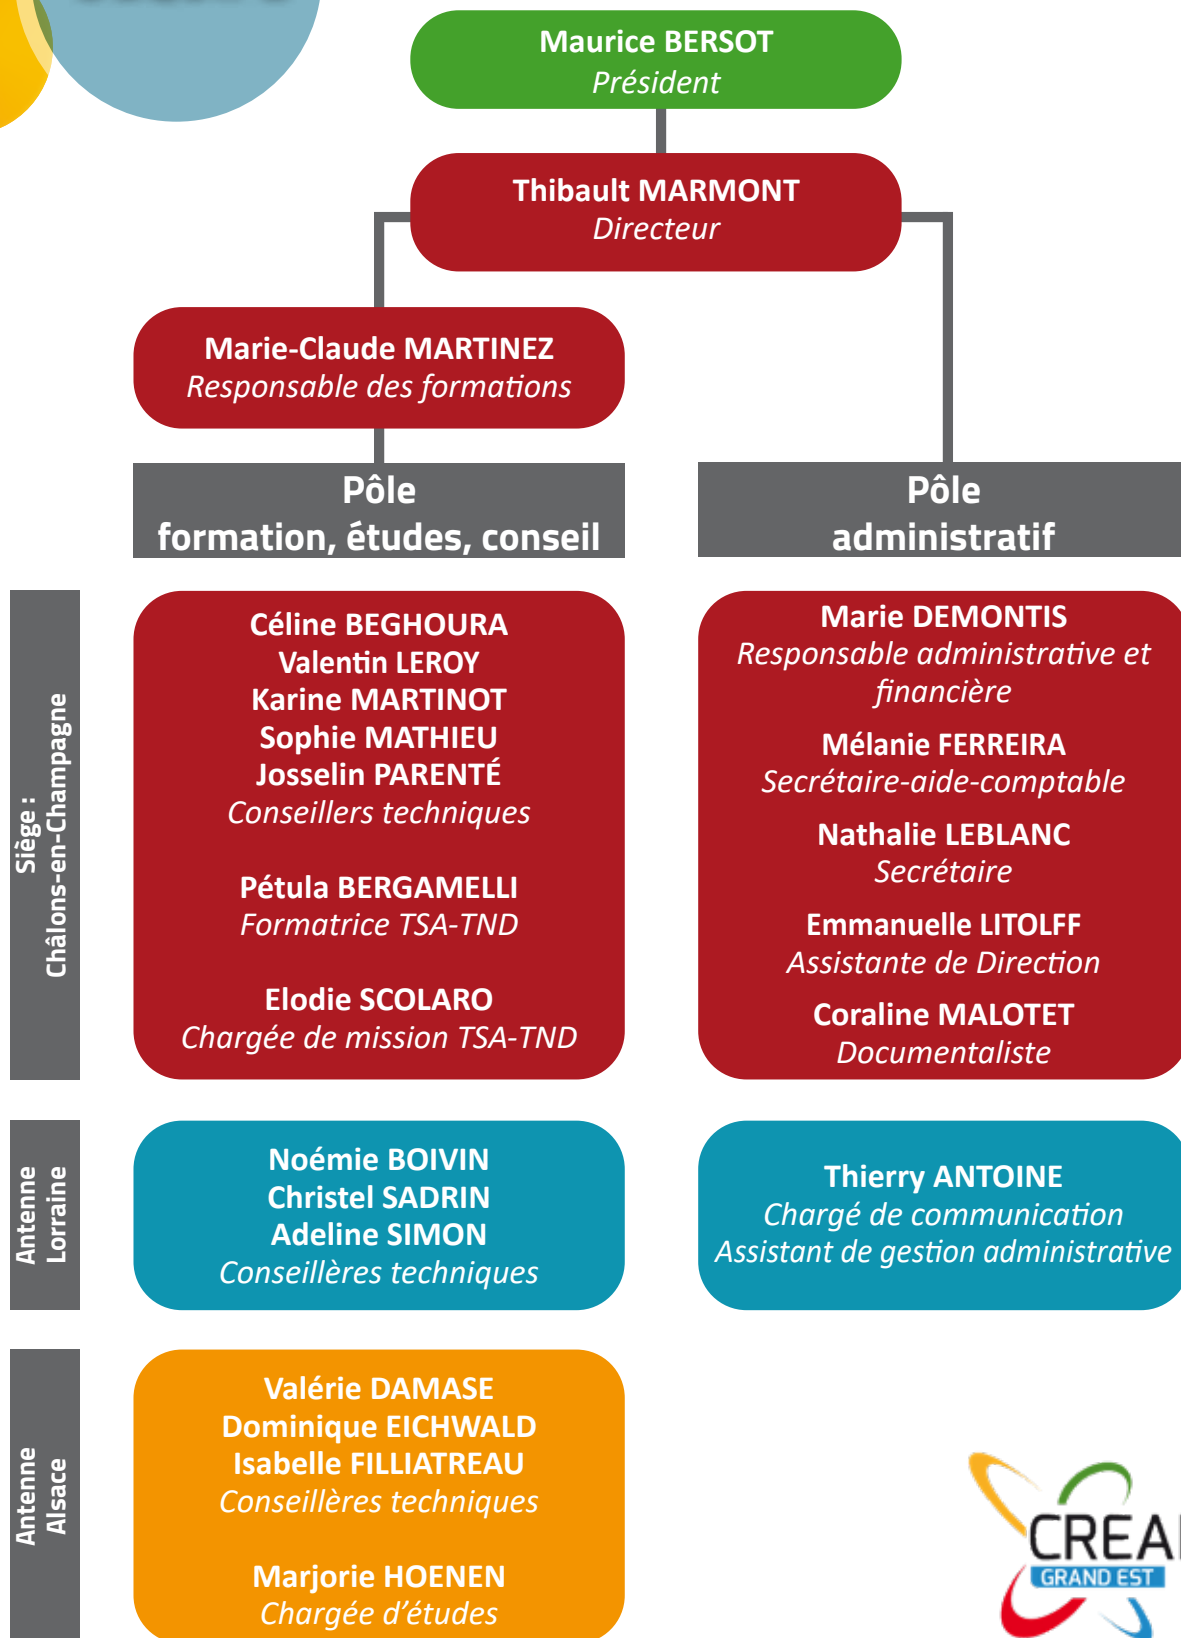 Maurice BERSOT
Président
Thibault MARMONT
Directeur
Marie-Claude MARTINEZ
Responsable des formations
Pôle
formation, études, conseil
Pôle
administratif
Siège :
Châlons-en-Champagne
Céline BEGHOURA
Valentin LEROY
Karine MARTINOT
Sophie MATHIEU
Josselin PARENTÉ
Conseillers techniques
Pétula BERGAMELLI
Formatrice TSA-TND
Elodie SCOLARO
Chargée de mission TSA-TND
Marie DEMONTIS
Responsable administrative et
financière
Mélanie FERREIRA
Secrétaire-aide-comptable
Nathalie LEBLANC
Secrétaire
Emmanuelle LITOLFF
Assistante de Direction
Coraline MALOTET
Documentaliste
Antenne
Lorraine
Noémie BOIVIN
Christel SADRIN
Adeline SIMON
Conseillères techniques
Thierry ANTOINE
Chargé de communication
Assistant de gestion administrative
Antenne
Alsace
Valérie DAMASE
Dominique EICHWALD
Isabelle FILLIATREAU
Conseillères techniques
Marjorie HOENEN
Chargée d'études
CREA
GRAND EST